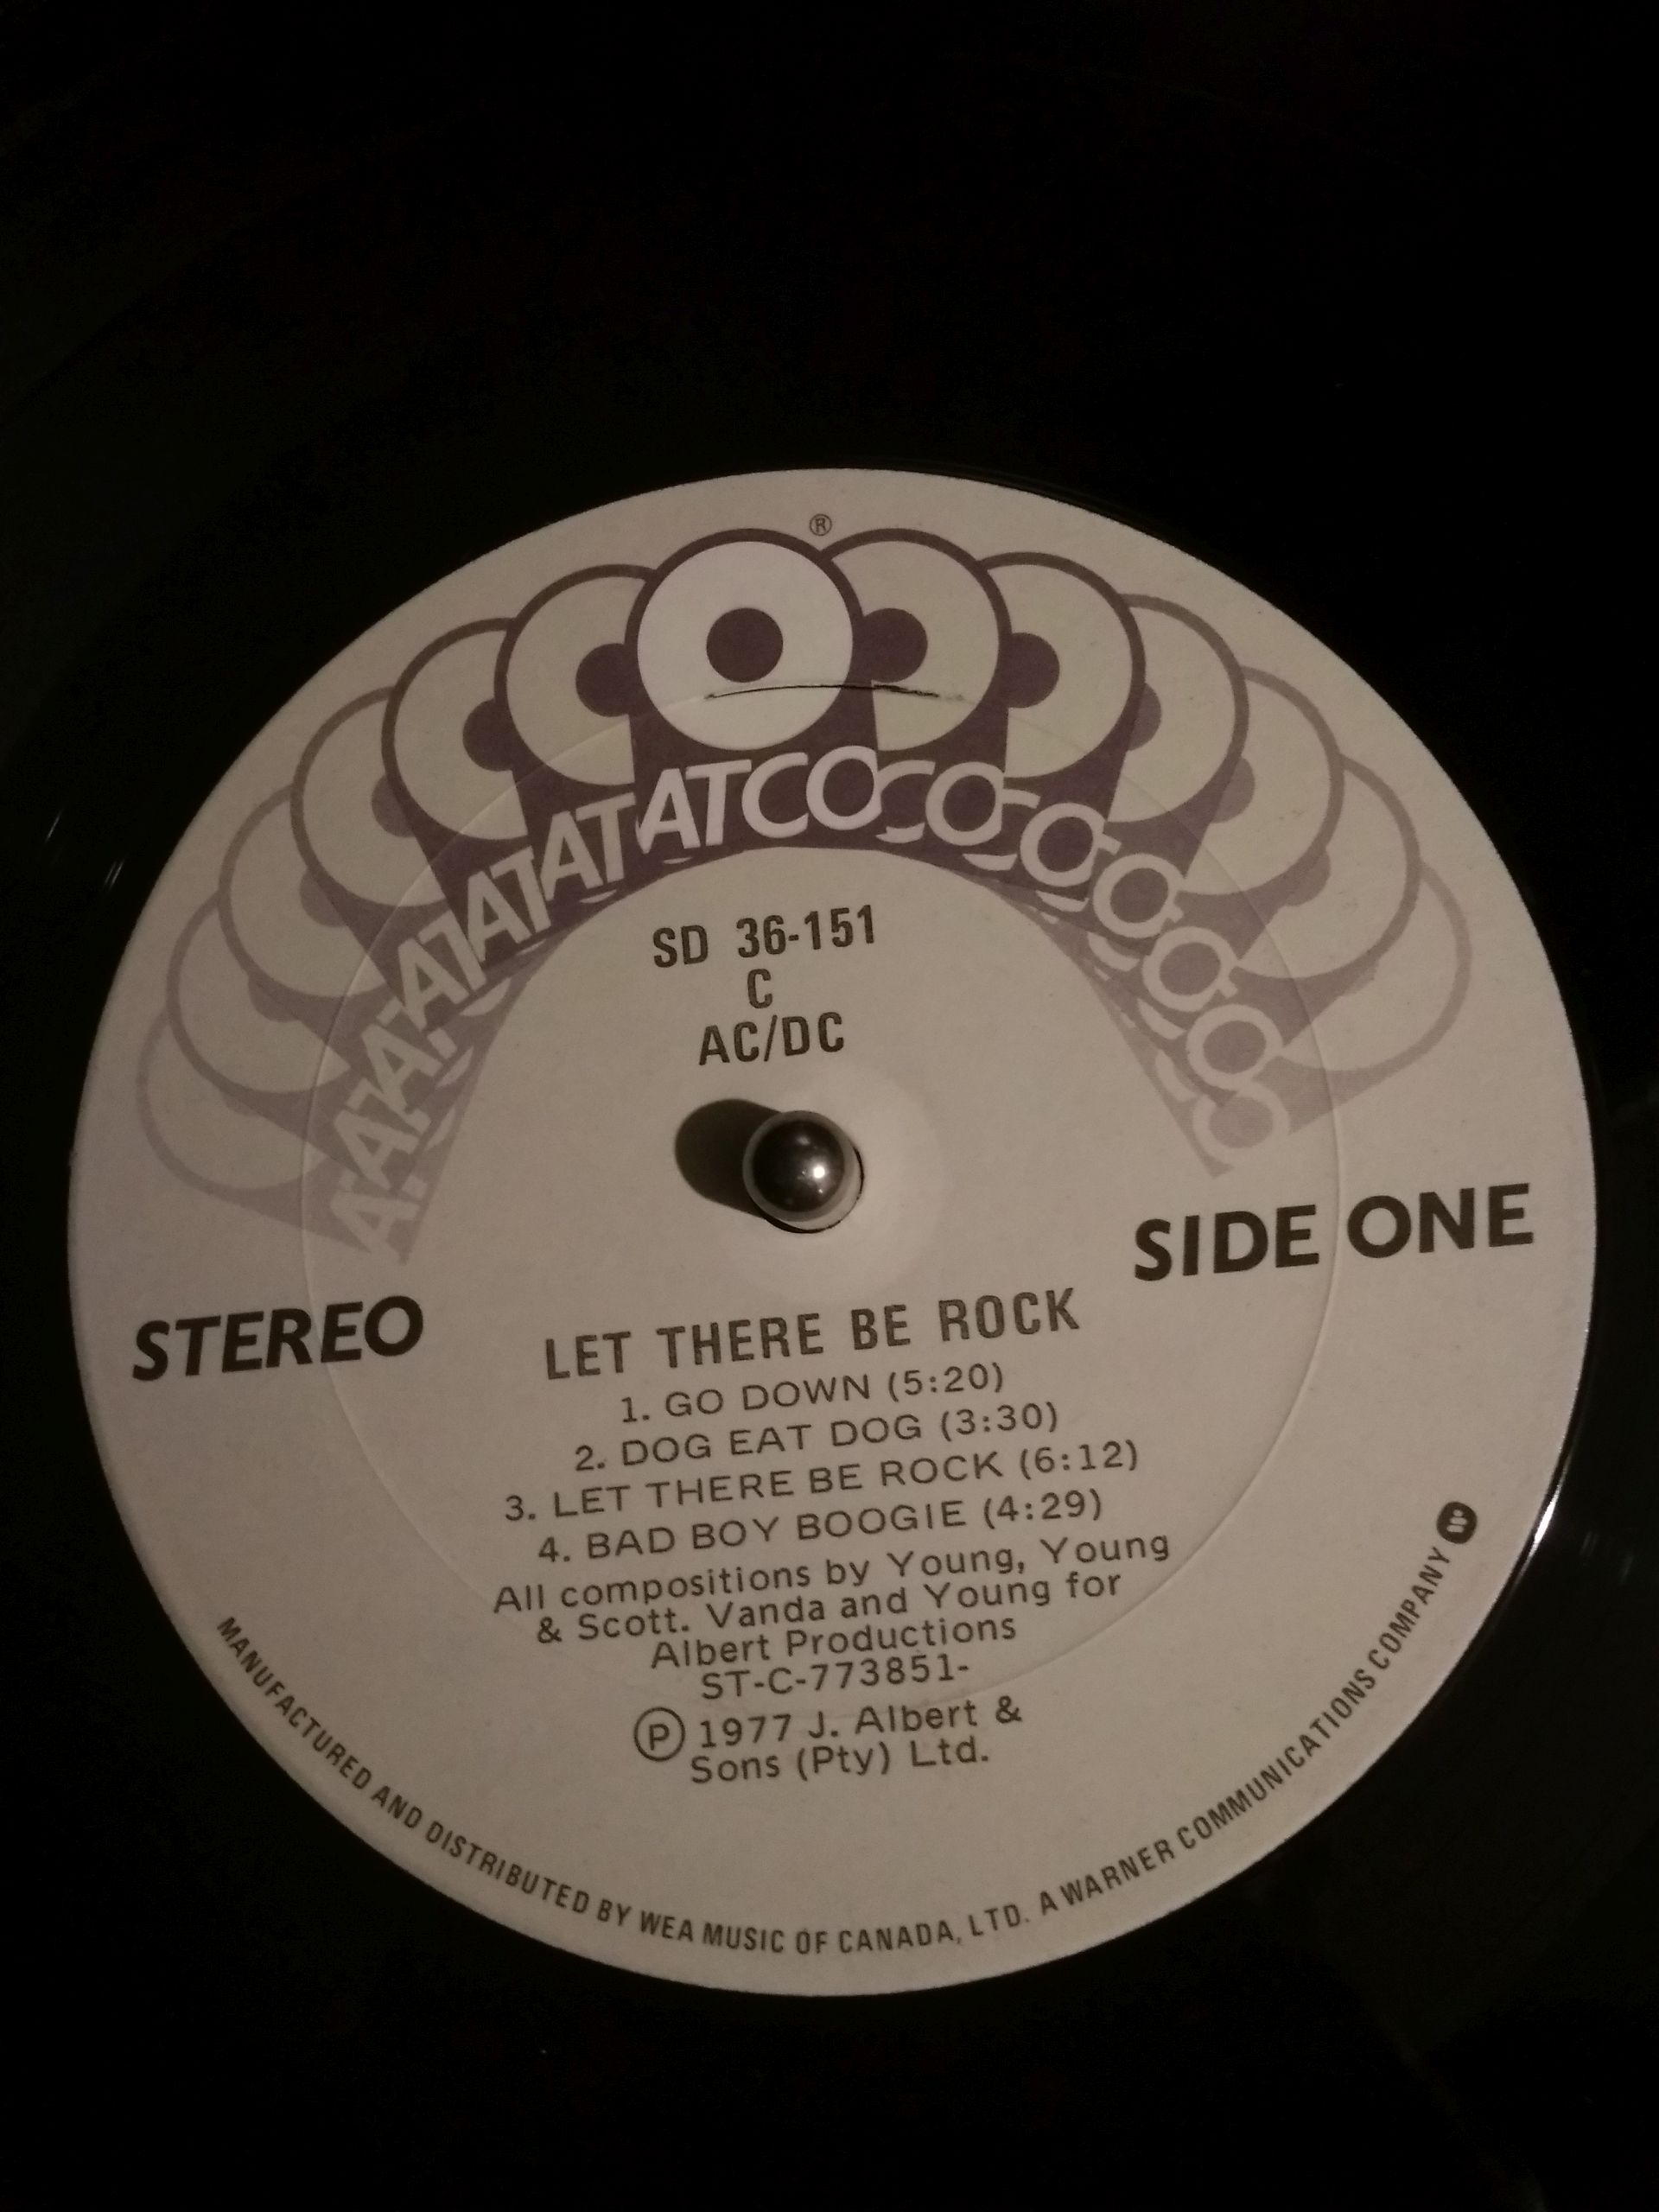 ®
ATCO
SD 36-151
C
AC/DC
STEREO
SIDE ONE
LET THERE BE ROCK
1. GO DOWN (5:20)
2. DOG EAT DOG (3:30)
3. LET THERE BE ROCK (6:12)
4. BAD BOY BOOGIE (4:29)
All compositions by Young, Young
& Scott. Vanda and Young for
Albert Productions
ST-C-773851-
Ⓟ 1977 J. Albert &
Sons (Pty) Ltd.
MANUFACTURED AND DISTRIBUTED BY WEA MUSIC OF CANADA, LTD. A WARNER COMMUNICATIONS COMPANY